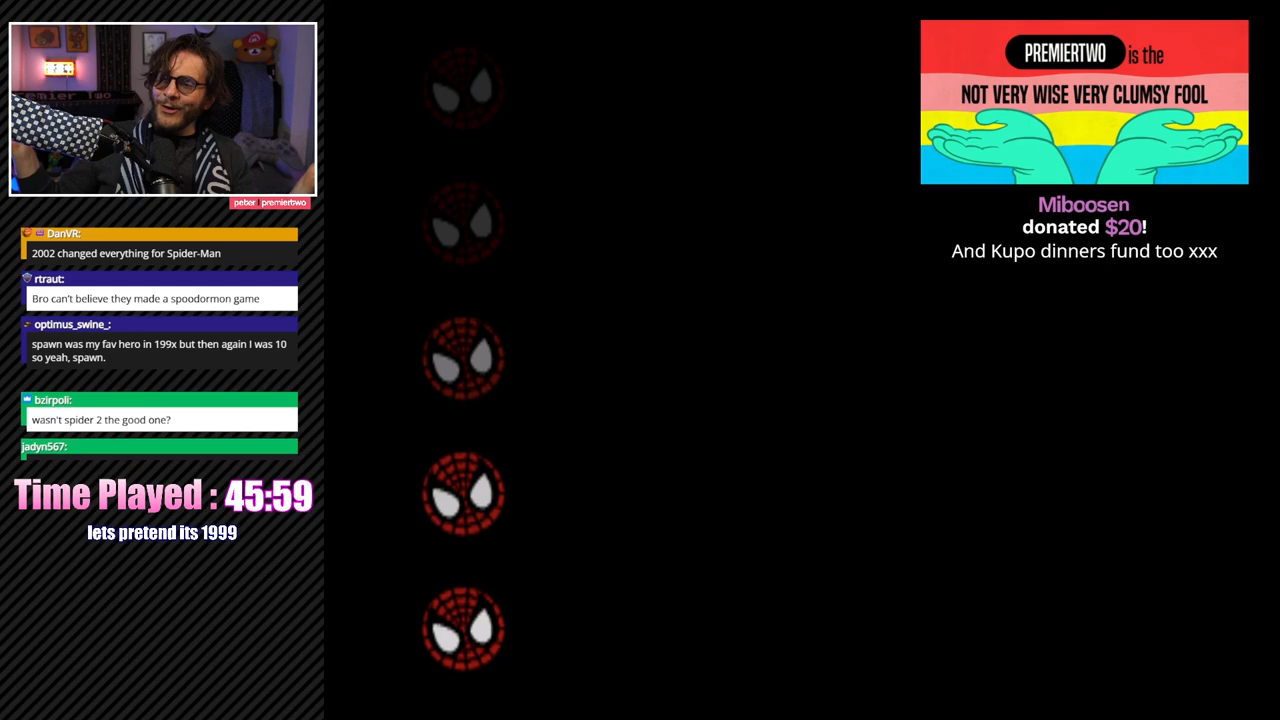 peter | premiertwo
DanVR:
2002 changed everything for Spider-Man
rtraut:
Bro can't believe they made a spoodormon game
optimus_swine_:
spawn was my fav hero in 199x but then again I was 10
so yeah, spawn.
bzirpoli:
wasn't spider 2 the good one?
jadyn567:
Time Played : 45:59
lets pretend its 1999
PREMIERTWO is the
NOT VERY WISE VERY CLUMSY FOOL
Miboosen
donated $20!
And Kupo dinners fund too xxx